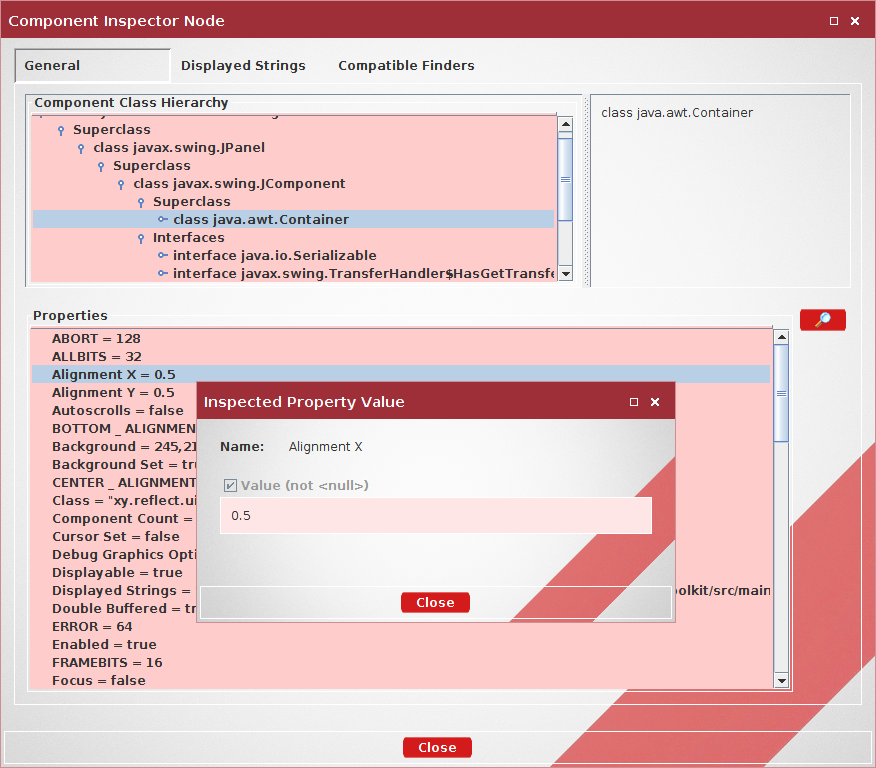 Component Inspector Node
General
Displayed Strings
Compatible Finders
Component Class Hierarchy
Superclass
class javax.swing.JPanel
Superclass
class javax.swing.JComponent
Superclass
class java.awt.Container
Interfaces
interface java.io.Serializable
interface javax.swing.TransferHandler$HasGetTransfe
class java.awt.Container
Properties
ABORT = 128
ALLBITS = 32
Alignment X = 0.5
Alignment Y = 0.5
Autoscrolls = false
BOTTOM _ ALIGNMEN
Background = 245,21
Background Set = tru
CENTER _ ALIGNMENT
Class = "xy.reflect.ui
Component Count =
Cursor Set = false
Debug Graphics Opti
Displayable = true
Displayed Strings = oolkit/src/main
Double Buffered = tr
ERROR = 64
Enabled = true
FRAMEBITS = 16
Focus = false
Inspected Property Value
Name: Alignment X
Value (not <null>)
0.5
Close
Close